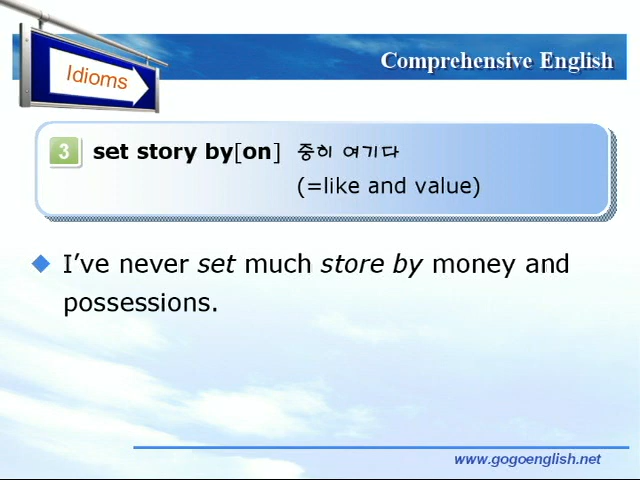 Idioms
Comprehensive English
3 set story by[on] 중히 여기다
(=like and value)
I’ve never set much store by money and
possessions.
www.gogoenglish.net